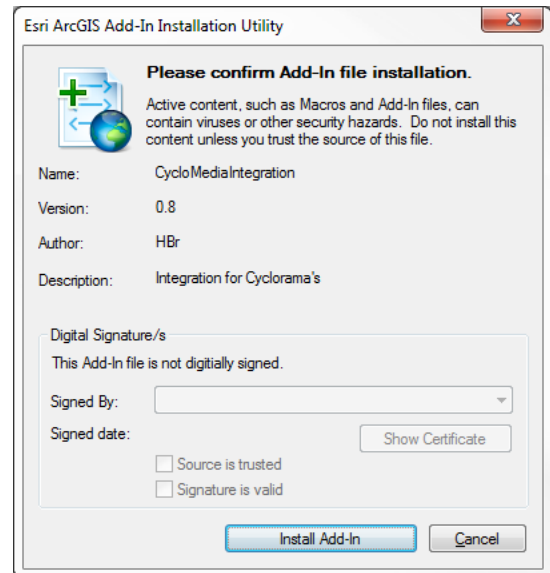 Esri ArcGIS Add-In Installation Utility
Please confirm Add-In file installation.
Active content, such as Macros and Add-In files, can
contain viruses or other security hazards. Do not install this
content unless you trust the source of this file.
Name: CycloMediaIntegration
Version: 0.8
Author: HBr
Description: Integration for Cyclorama's
Digital Signature/s
This Add-In file is not digitially signed.
Signed By:
Signed date: Show Certificate
Source is trusted
Signature is valid
Install Add-In Cancel